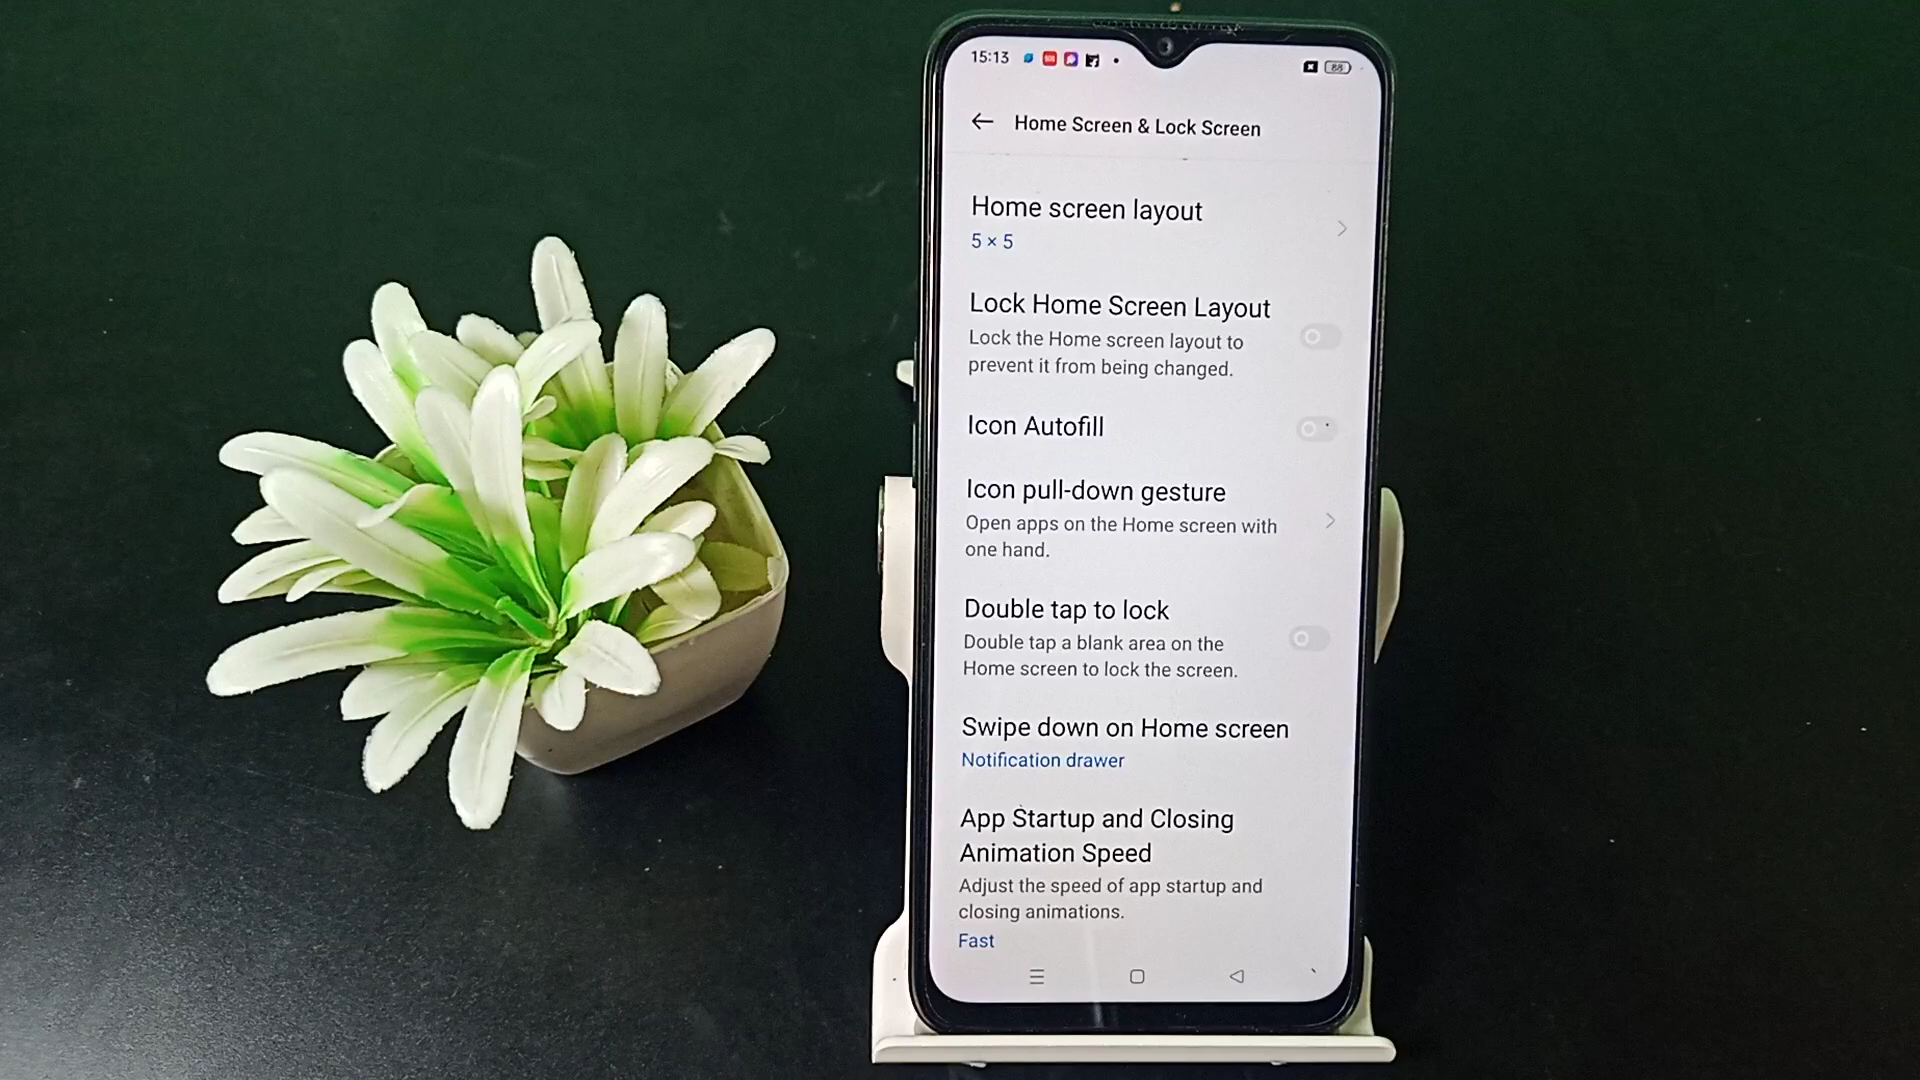 15:13
88
Home Screen & Lock Screen
Home screen layout
5 × 5
Lock Home Screen Layout
Lock the Home screen layout to
prevent it from being changed.
Icon Autofill
Icon pull-down gesture
Open apps on the Home screen with
one hand.
Double tap to lock
Double tap a blank area on the
Home screen to lock the screen.
Swipe down on Home screen
Notification drawer
App Startup and Closing
Animation Speed
Adjust the speed of app startup and
closing animations.
Fast